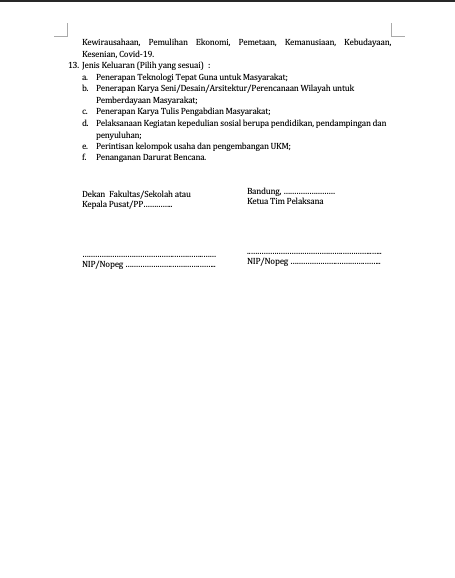 Kewirausahaan, Pemulihan Ekonomi, Pemetaan, Kemanusiaan, Kebudayaan,
Kesenian, Covid-19.
13. Jenis Keluaran (Pilih yang sesuai) :
a. Penerapan Teknologi Tepat Guna untuk Masyarakat;
b. Penerapan Karya Seni/Desain/Arsitektur/Perencanaan Wilayah untuk
Pemberdayaan Masyarakat;
c. Penerapan Karya Tulis Pengabdian Masyarakat;
d. Pelaksanaan Kegiatan kepedulian sosial berupa pendidikan, pendampingan dan
penyuluhan;
e. Perintisan kelompok usaha dan pengembangan UKM;
f. Penanganan Darurat Bencana.
Dekan Fakultas/Sekolah atau
Kepala Pusat/PP.............
Bandung, ........................
Ketua Tim Pelaksana
..............................................................
NIP/Nopeg ..........................................
..............................................................
NIP/Nopeg ..........................................